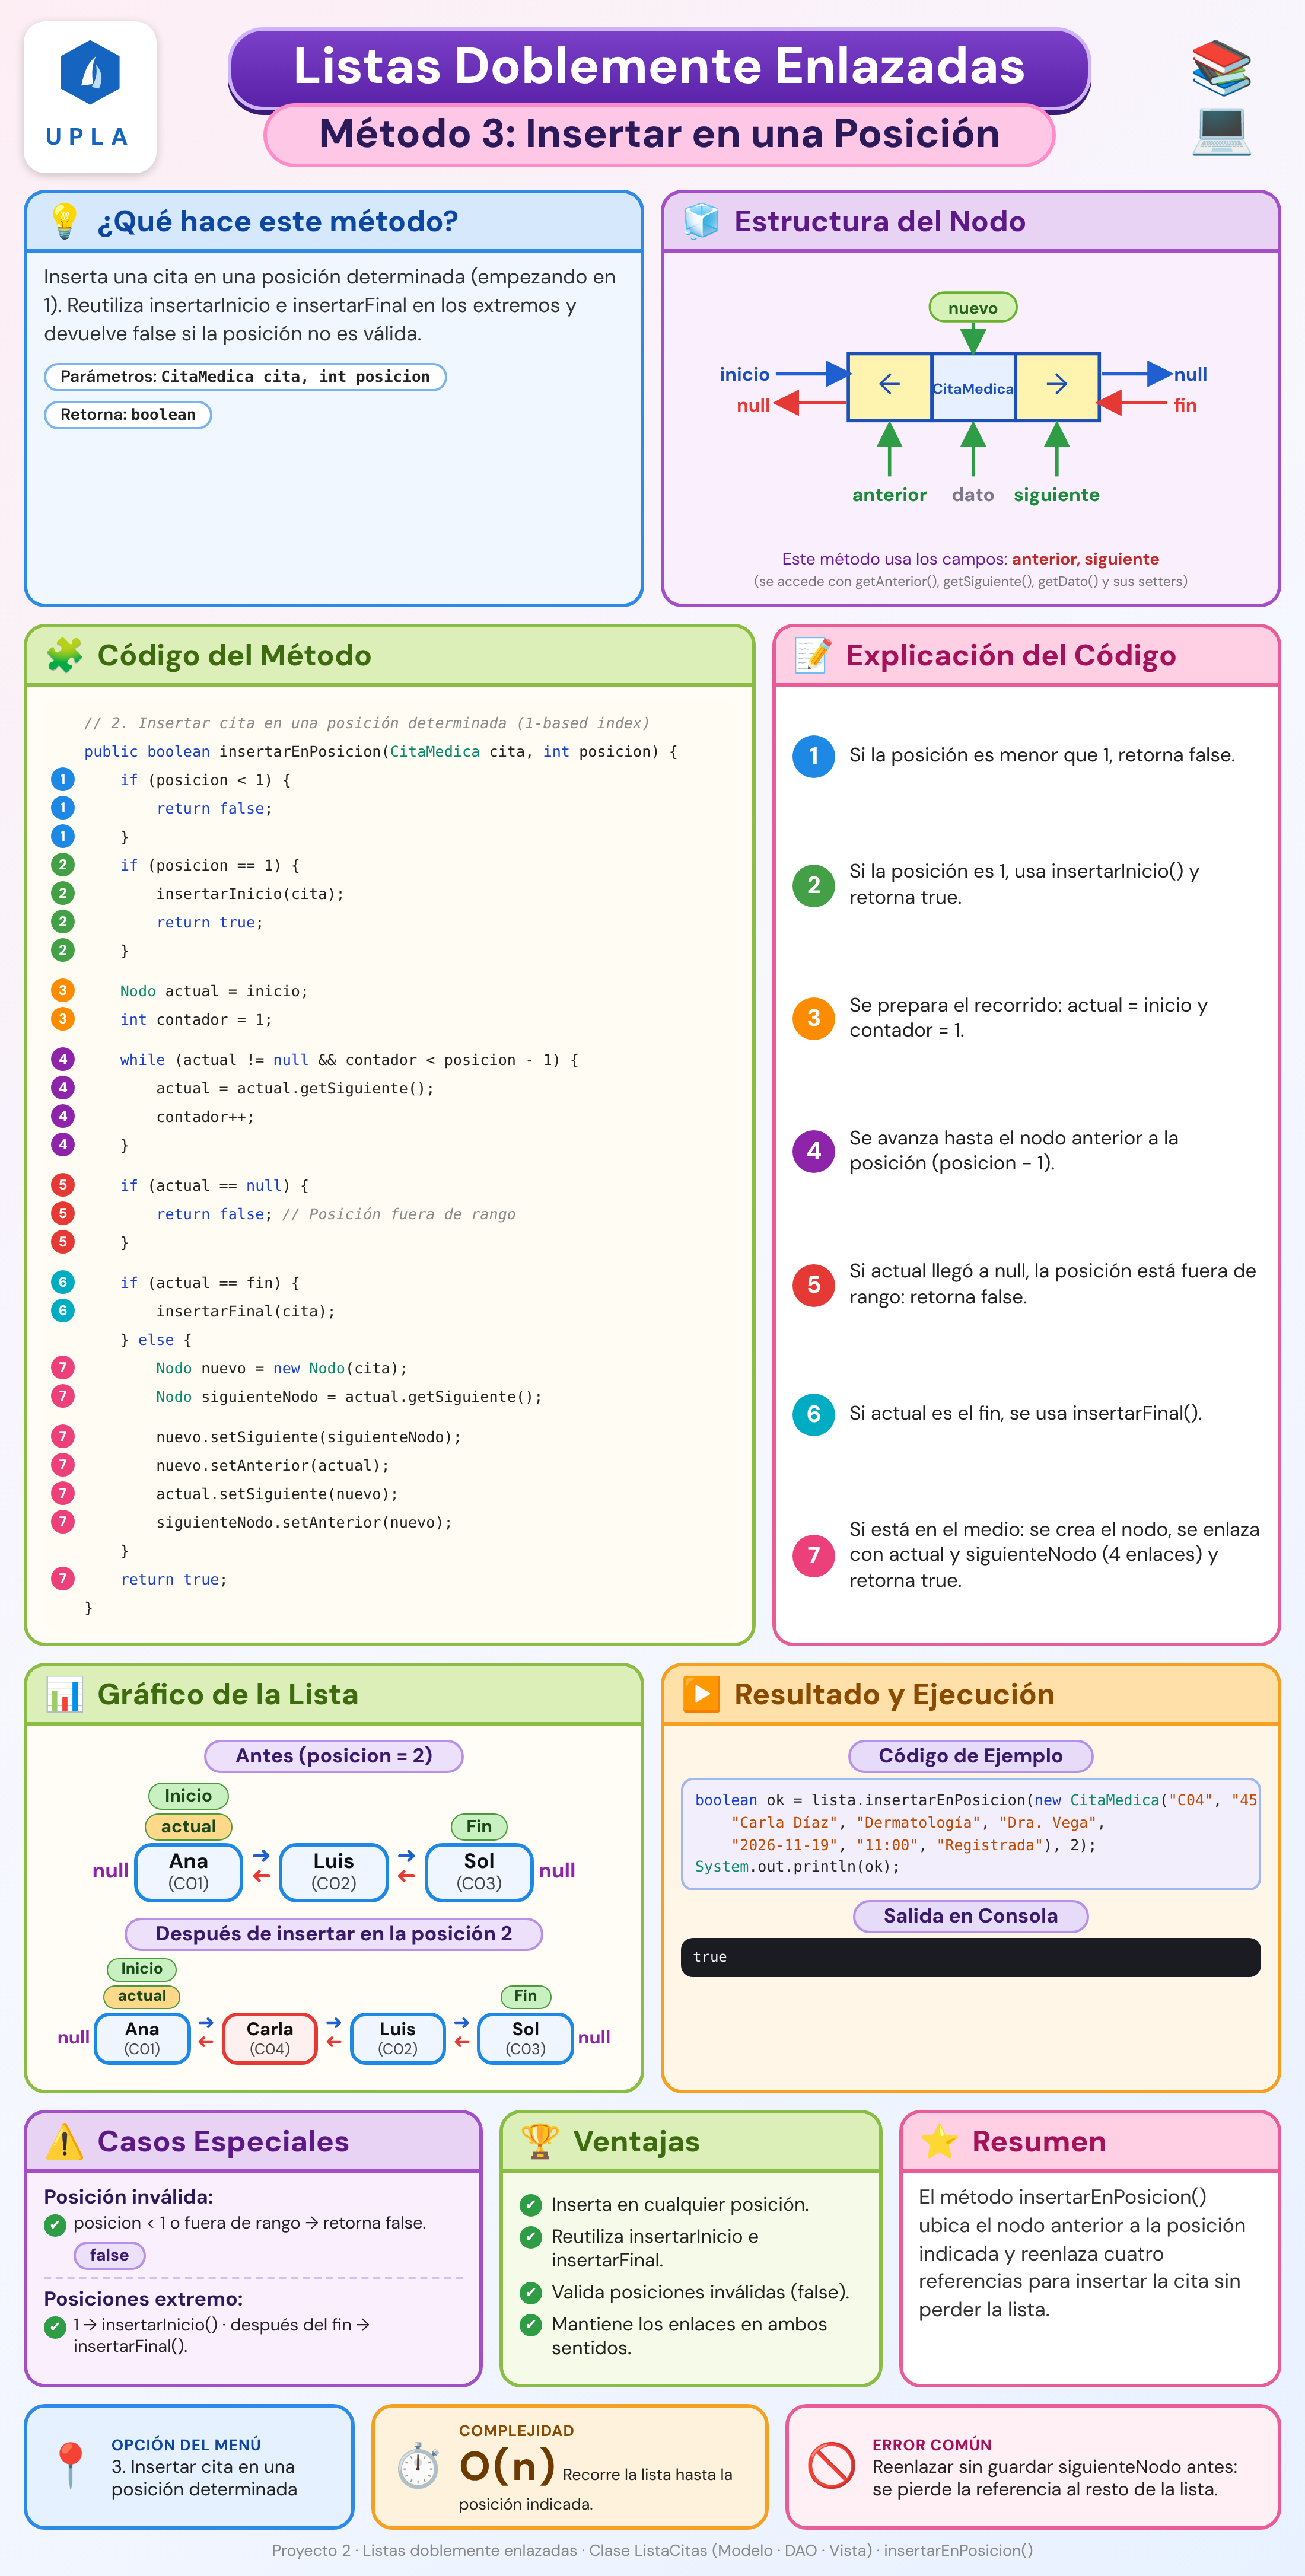 UPLA
Listas Doblemente Enlazadas
Método 3: Insertar en una Posición
¿Qué hace este método?
Inserta una cita en una posición determinada (empezando en
1). Reutiliza insertarInicio e insertarFinal en los extremos y
devuelve false si la posición no es válida.
Parámetros: CitaMedica cita, int posicion
Retorna: boolean
Estructura del Nodo
nuevo
inicio
null
CitaMedica
null
fin
anterior dato siguiente
Este método usa los campos: anterior, siguiente
(se accede con getAnterior(), getSiguiente(), getDato() y sus setters)
Código del Método
// 2. Insertar cita en una posición determinada (1-based index)
public boolean insertarEnPosicion(CitaMedica cita, int posicion) {
1 if (posicion < 1) {
1 return false;
1 }
2 if (posicion == 1) {
2 insertarInicio(cita);
2 return true;
2 }
3 Nodo actual = inicio;
3 int contador = 1;
4 while (actual != null && contador < posicion - 1) {
4 actual = actual.getSiguiente();
4 contador++;
4 }
5 if (actual == null) {
5 return false; // Posición fuera de rango
5 }
6 if (actual == fin) {
6 insertarFinal(cita);
} else {
7 Nodo nuevo = new Nodo(cita);
7 Nodo siguienteNodo = actual.getSiguiente();
7 nuevo.setSiguiente(siguienteNodo);
7 nuevo.setAnterior(actual);
7 actual.setSiguiente(nuevo);
7 siguienteNodo.setAnterior(nuevo);
}
7 return true;
}
Explicación del Código
1 Si la posición es menor que 1, retorna false.
2 Si la posición es 1, usa insertarInicio() y
retorna true.
3 Se prepara el recorrido: actual = inicio y
contador = 1.
4 Se avanza hasta el nodo anterior a la
posición (posicion - 1).
5 Si actual llegó a null, la posición está fuera de
rango: retorna false.
6 Si actual es el fin, se usa insertarFinal().
7 Si está en el medio: se crea el nodo, se enlaza
con actual y siguienteNodo (4 enlaces) y
retorna true.
Gráfico de la Lista
Antes (posicion = 2)
Inicio
actual Fin
null Ana Luis Sol null
(C01) (C02) (C03)
Después de insertar en la posición 2
Inicio
actual Fin
null Ana Carla Luis Sol null
(C01) (C04) (C02) (C03)
Resultado y Ejecución
Código de Ejemplo
boolean ok = lista.insertarEnPosicion(new CitaMedica("C04", "45
"Carla Díaz", "Dermatología", "Dra. Vega",
"2026-11-19", "11:00", "Registrada"), 2);
System.out.println(ok);
Salida en Consola
true
Casos Especiales
Posición inválida:
posicion < 1 o fuera de rango → retorna false.
false
Posiciones extremo:
1 → insertarInicio() · después del fin →
insertarFinal().
Ventajas
Inserta en cualquier posición.
Reutiliza insertarInicio e
insertarFinal.
Valida posiciones inválidas (false).
Mantiene los enlaces en ambos
sentidos.
Resumen
El método insertarEnPosicion()
ubica el nodo anterior a la posición
indicada y reenlaza cuatro
referencias para insertar la cita sin
perder la lista.
OPCIÓN DEL MENÚ
3. Insertar cita en una
posición determinada
COMPLEJIDAD
O(n) Recorre la lista hasta la
posición indicada.
ERROR COMÚN
Reenlazar sin guardar siguienteNodo antes:
se pierde la referencia al resto de la lista.
Proyecto 2 · Listas doblemente enlazadas · Clase ListaCitas (Modelo · DAO · Vista) · insertarEnPosicion()